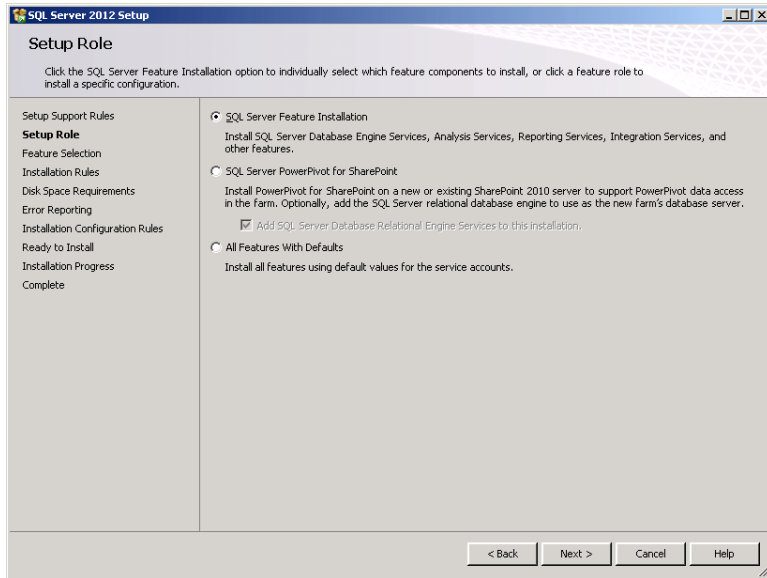 SQL Server 2012 Setup
Setup Role
Click the SQL Server Feature Installation option to individually select which feature components to install, or click a feature role to
install a specific configuration.
Setup Support Rules
Setup Role
Feature Selection
Installation Rules
Disk Space Requirements
Error Reporting
Installation Configuration Rules
Ready to Install
Installation Progress
Complete
SQL Server Feature Installation
Install SQL Server Database Engine Services, Analysis Services, Reporting Services, Integration Services, and
other features.
SQL Server PowerPivot for SharePoint
Install PowerPivot for SharePoint on a new or existing SharePoint 2010 server to support PowerPivot data access
in the farm. Optionally, add the SQL Server relational database engine to use as the new farm's database server.
Add SQL Server Database Relational Engine Services to this installation.
All Features With Defaults
Install all features using default values for the service accounts.
< Back
Next >
Cancel
Help